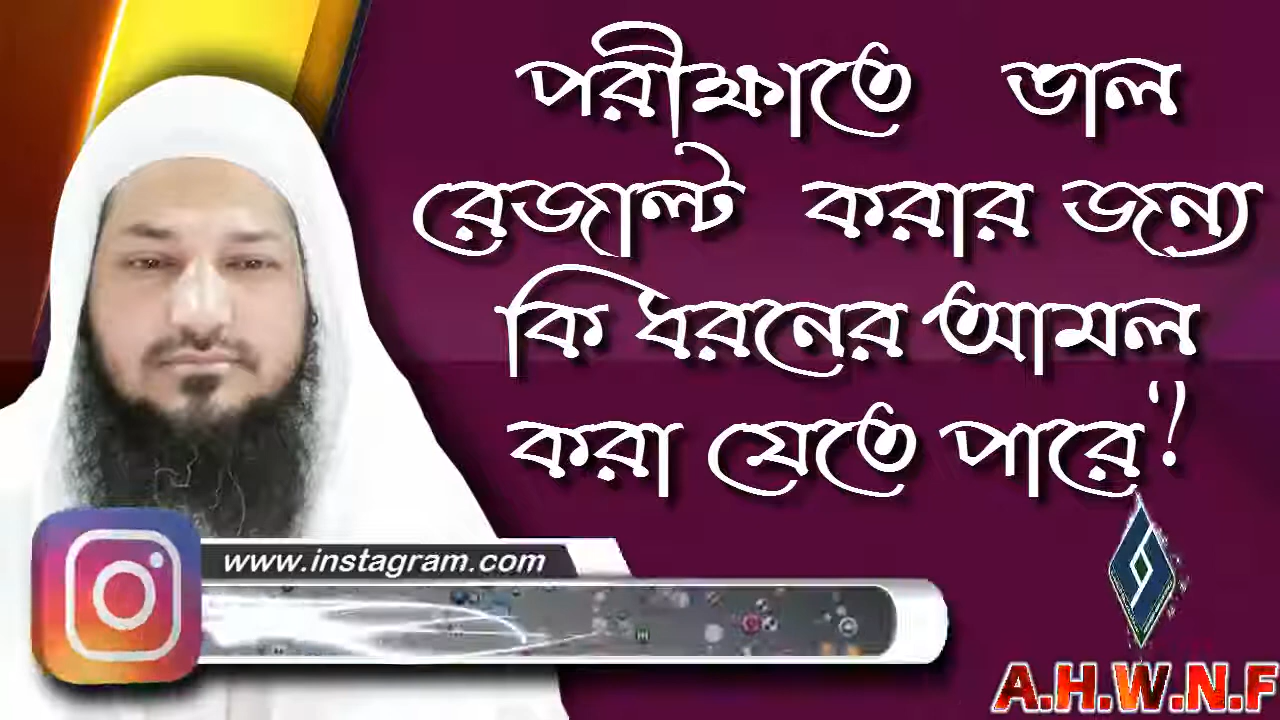 পরীক্ষাতে ভাল
রেজাল্ট করার জন্য
কি ধরনের আমল
করা যেতে পারে?
www.instagram.com
A.H.W.N.F